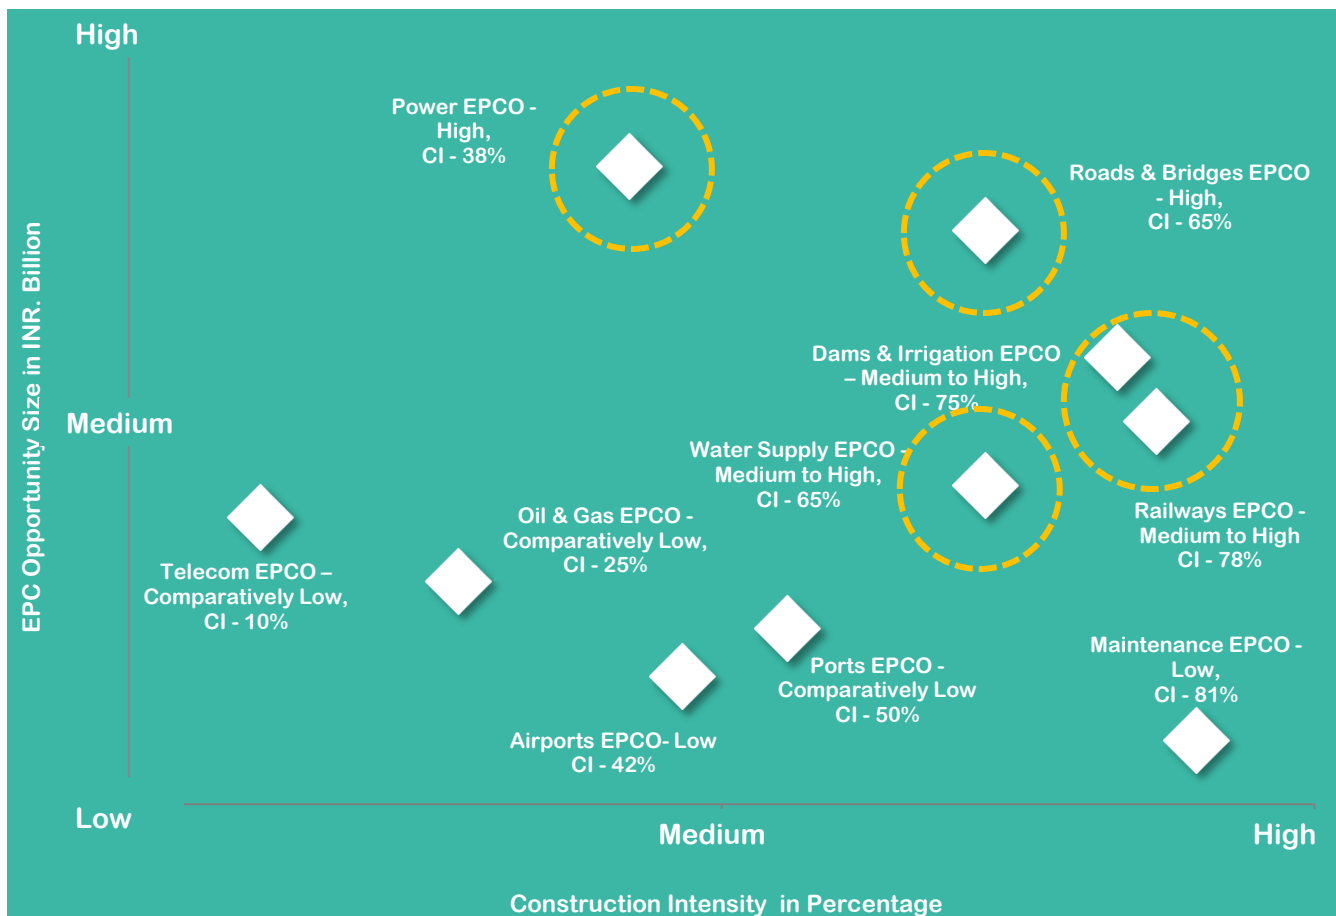 High
Power EPCO -
High,
CI - 38%
Roads & Bridges EPCO
- High,
CI - 65%
EPC Opportunity Size in INR. Billion
Dams & Irrigation EPCO
– Medium to High,
CI - 75%
Medium
Water Supply EPCO -
Medium to High,
CI - 65%
Railways EPCO -
Medium to High
CI - 78%
Oil & Gas EPCO -
Comparatively Low,
CI - 25%
Telecom EPCO –
Comparatively Low,
CI - 10%
Maintenance EPCO -
Low,
CI - 81%
Ports EPCO -
Comparatively Low
CI - 50%
Airports EPCO- Low
CI - 42%
Low
Medium
High
Construction Intensity in Percentage